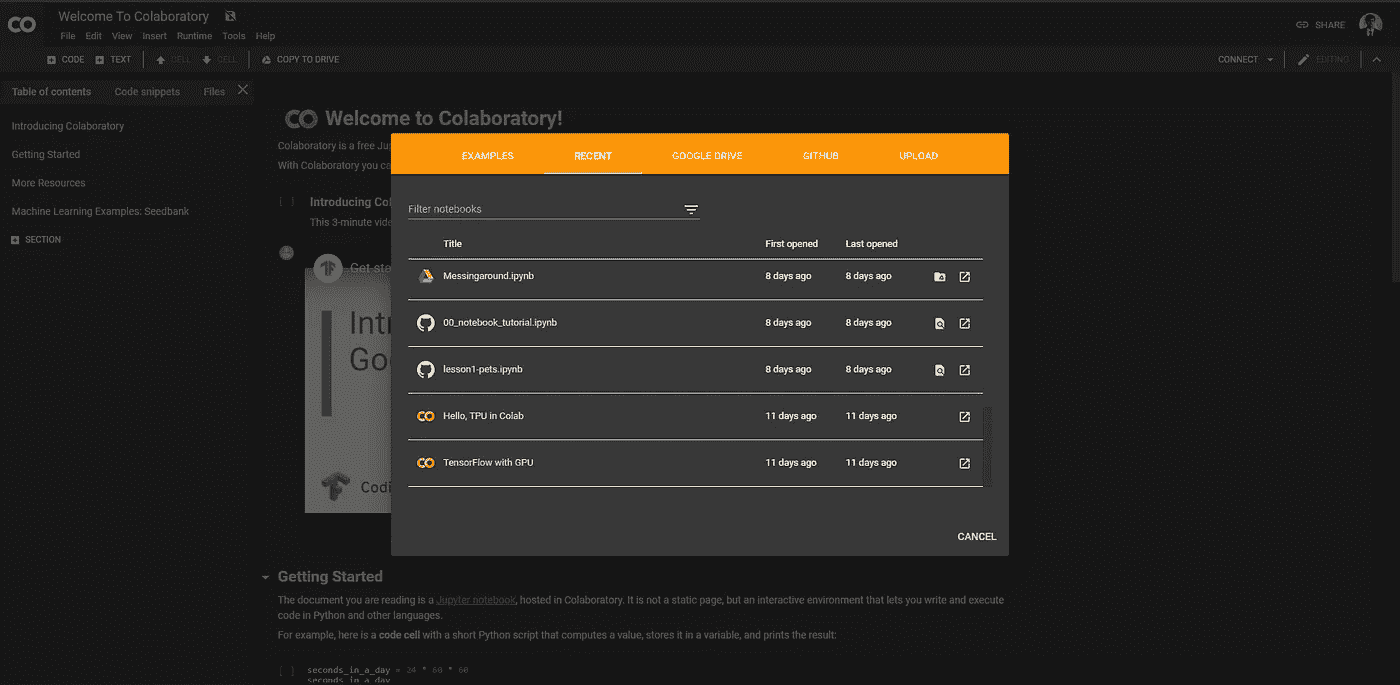 Welcome To Colaboratory
File Edit View Insert Runtime Tools Help
SHARE
CODE TEXT CELL CELL COPY TO DRIVE
CONNECT EDITING
Table of contents Code snippets Files
Introducing Colaboratory
Getting Started
More Resources
Machine Learning Examples: Seedbank
SECTION
CO Welcome to Colaboratory!
Colaboratory is a free Ju
With Colaboratory you ca
[ ] Introducing Col
This 3-minute vide
Get sta
Int
Go
Codi
EXAMPLES RECENT GOOGLE DRIVE GITHUB UPLOAD
Filter notebooks
Title First opened Last opened
Messingaround.ipynb 8 days ago 8 days ago
00_notebook_tutorial.ipynb 8 days ago 8 days ago
lesson1-pets.ipynb 8 days ago 8 days ago
Hello, TPU in Colab 11 days ago 11 days ago
TensorFlow with GPU 11 days ago 11 days ago
CANCEL
Getting Started
The document you are reading is a Jupyter notebook, hosted in Colaboratory. It is not a static page, but an interactive environment that lets you write and execute
code in Python and other languages.
For example, here is a code cell with a short Python script that computes a value, stores it in a variable, and prints the result:
[ ] seconds_in_a_day = 24 * 60 * 60
seconds_in_a_day